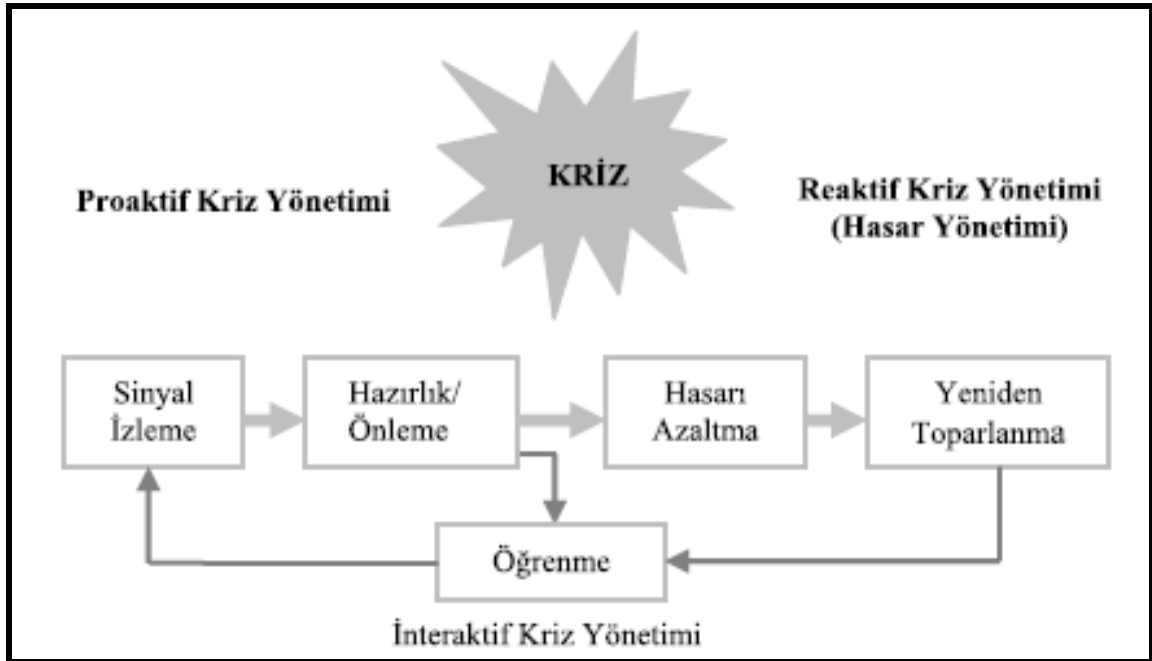 KRİZ
Proaktif Kriz Yönetimi
Reaktif Kriz Yönetimi
(Hasar Yönetimi)
Sinyal
İzleme
Hazırlık/
Önleme
Hasarı
Azaltma
Yeniden
Toparlanma
Öğrenme
İnteraktif Kriz Yönetimi